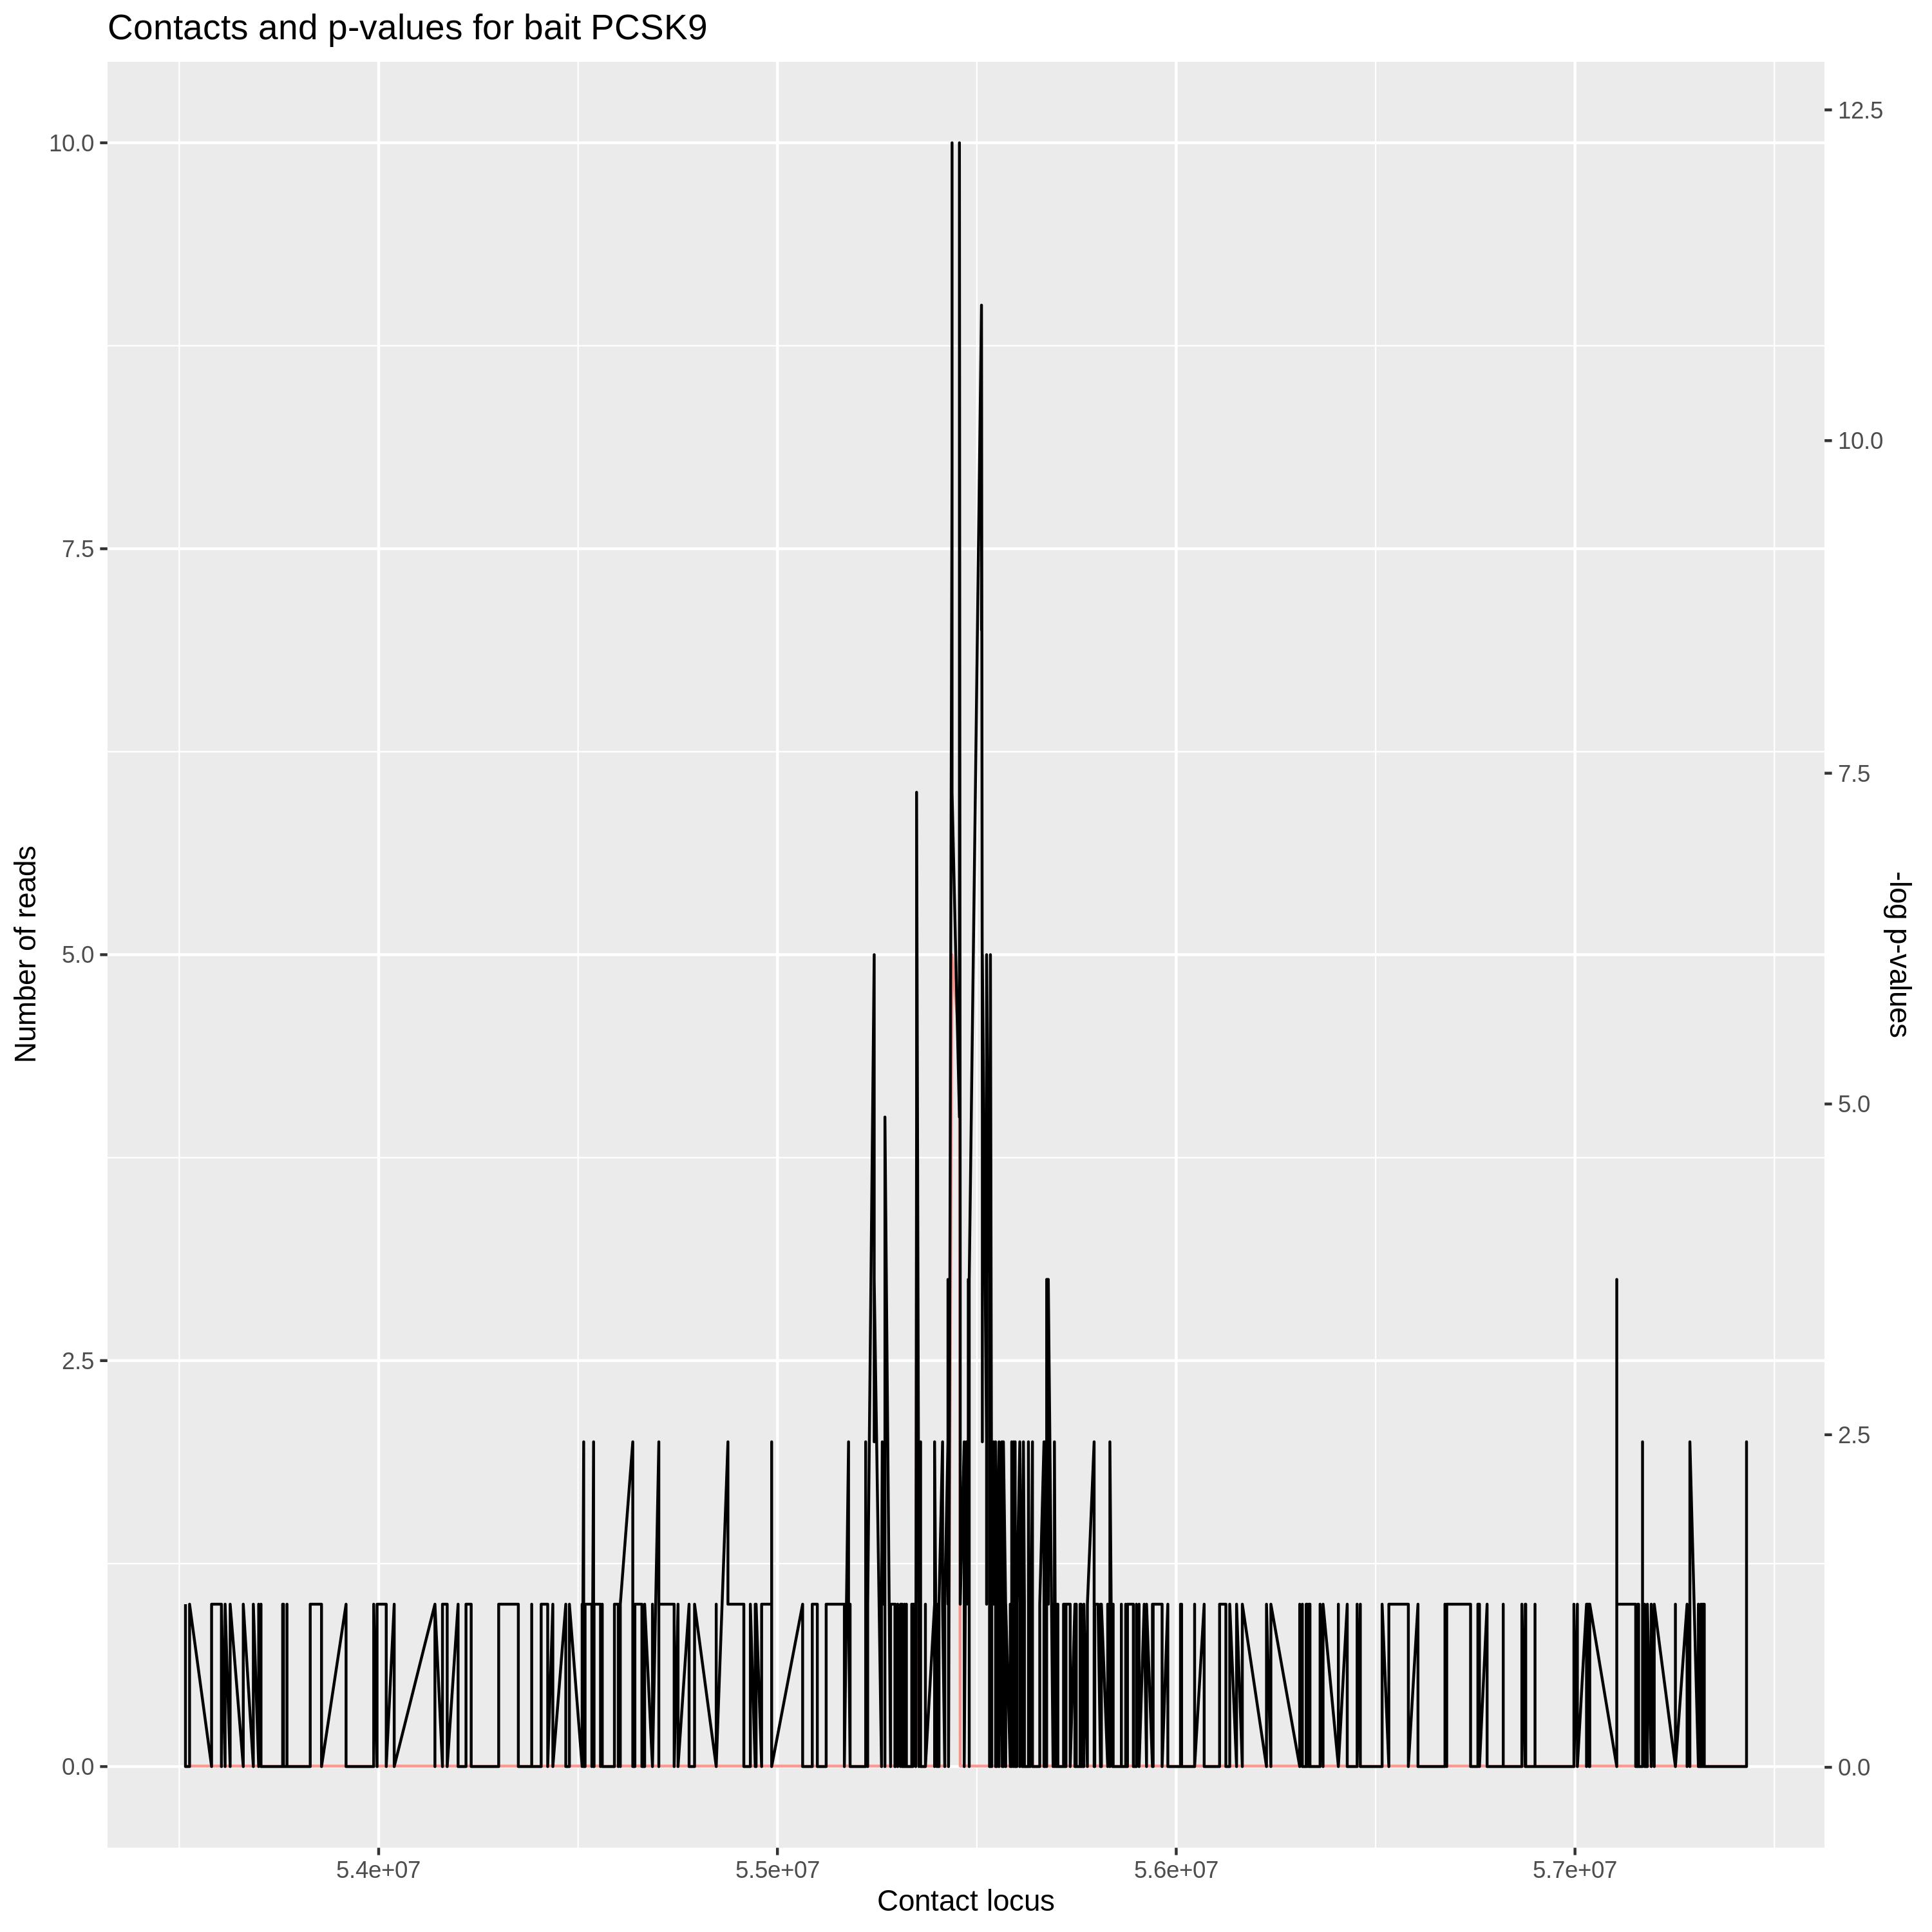 Contacts and p-values for bait PCSK9
10.0
7.5
5.0
2.5
0.0
Number of reads
12.5
10.0
7.5
5.0
2.5
0.0
-log p-values
5.4e+07
5.5e+07
5.6e+07
5.7e+07
Contact locus